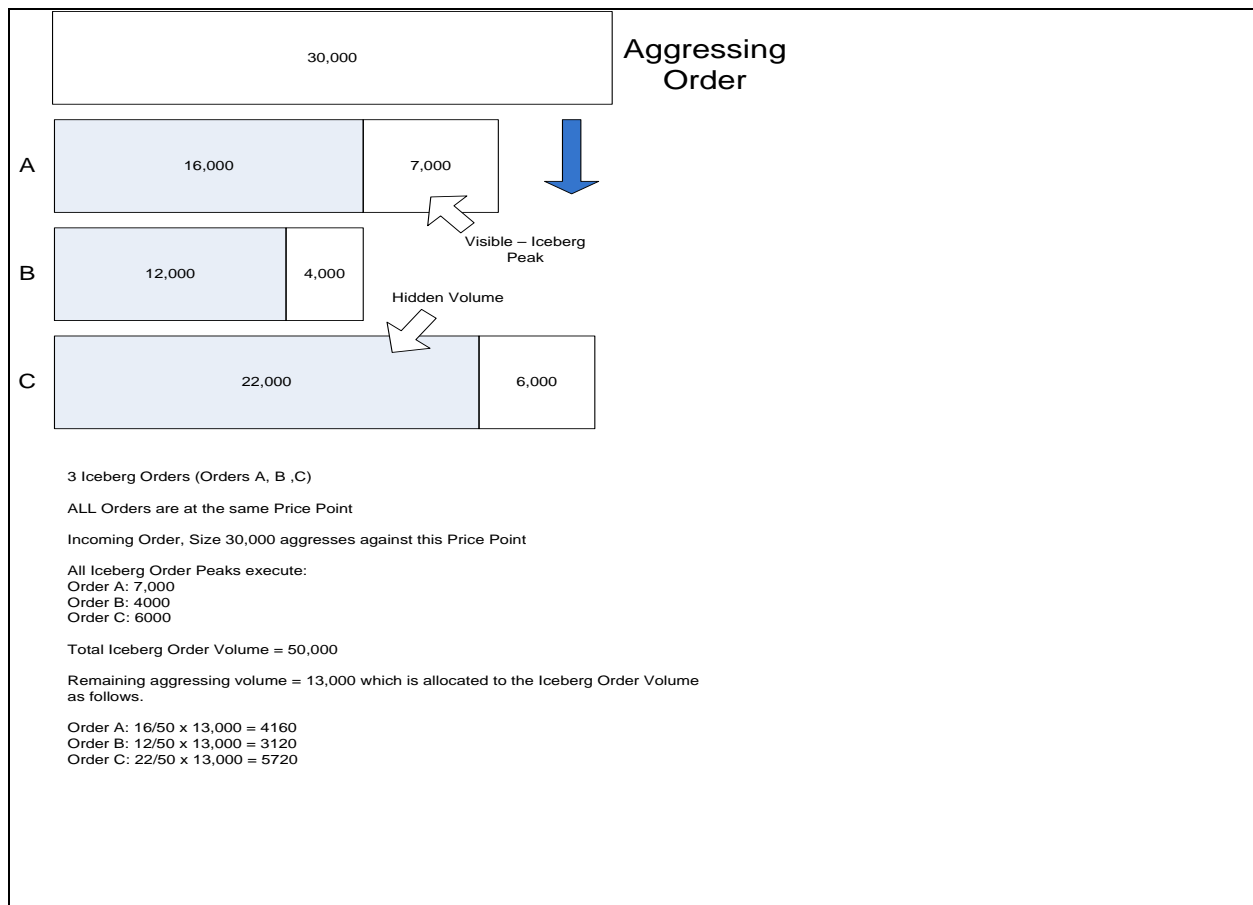 30,000
Aggressing
Order
A
16,000
7,000
Visible – Iceberg
Peak
B
12,000
4,000
Hidden Volume
C
22,000
6,000
3 Iceberg Orders (Orders A, B ,C)
ALL Orders are at the same Price Point
Incoming Order, Size 30,000 aggresses against this Price Point
All Iceberg Order Peaks execute:
Order A: 7,000
Order B: 4000
Order C: 6000
Total Iceberg Order Volume = 50,000
Remaining aggressing volume = 13,000 which is allocated to the Iceberg Order Volume
as follows.
Order A: 16/50 x 13,000 = 4160
Order B: 12/50 x 13,000 = 3120
Order C: 22/50 x 13,000 = 5720